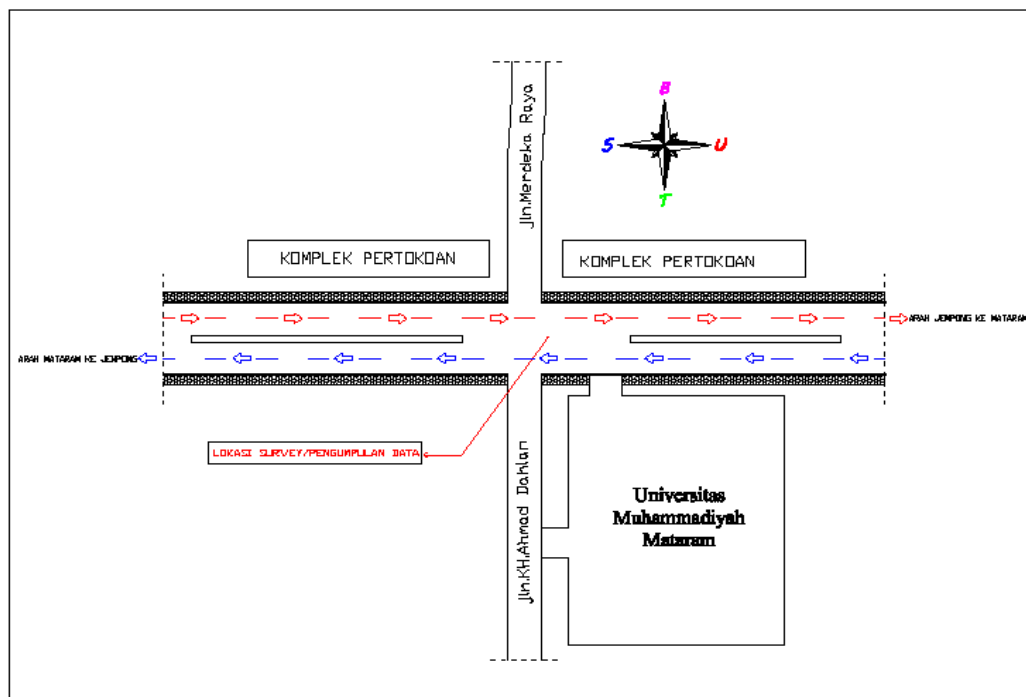 Jln.Merdeka Raya
B
S
U
T
KOMPLEK PERTOKOAN
KOMPLEK PERTOKOAN
ARAH JEMPONG KE MATARAM
ARAH MATARAM KE JEMPONG
LOKASI SURVEY/PENGUMPULAN DATA
Jln.KH.Ahmad Dahlan
Universitas
Muhammadiyah
Mataram